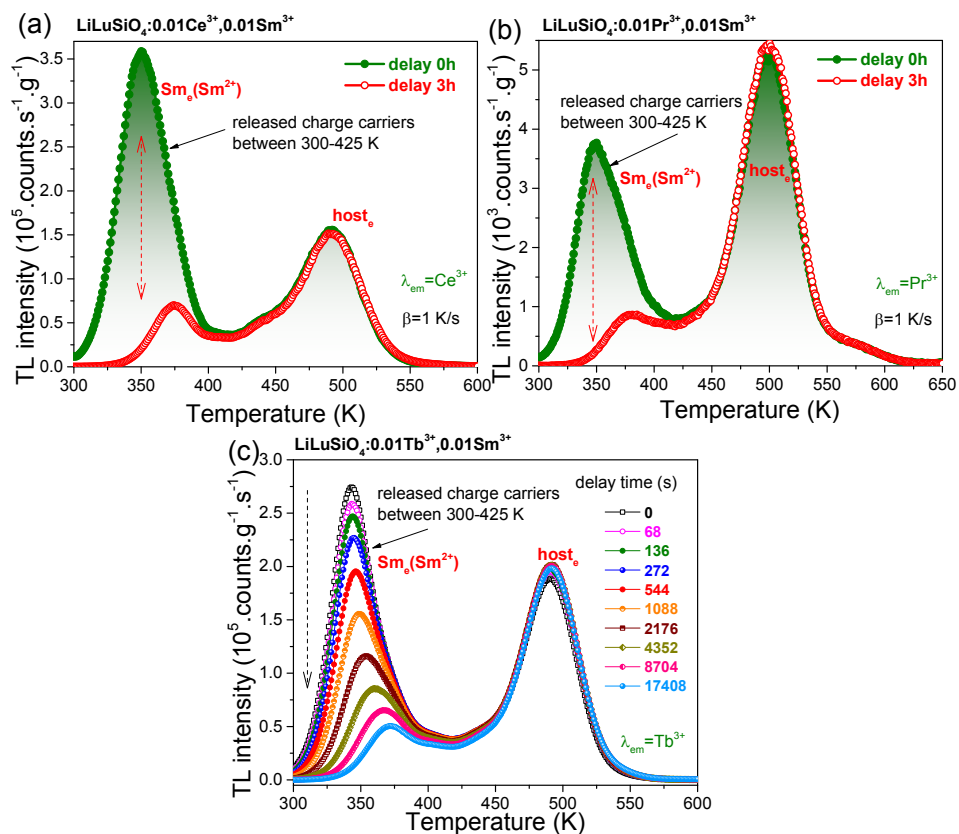 (a)
LiLuSiO₄:0.01Ce³⁺,0.01Sm³⁺
TL intensity (10⁵.counts.s⁻¹.g⁻¹)
3.5
3.0
2.5
2.0
1.5
1.0
0.5
0.0
delay 0h
delay 3h
Smₑ(Sm²⁺)
released charge carriers
between 300-425 K
hostₑ
λₑₘ=Ce³⁺
β=1 K/s
300 350 400 450 500 550 600
Temperature (K)
(b)
LiLuSiO₄:0.01Pr³⁺,0.01Sm³⁺
TL intensity (10³.counts.s⁻¹.g⁻¹)
5
4
3
2
1
0
delay 0h
delay 3h
released charge carriers
between 300-425 K
Smₑ(Sm²⁺)
hostₑ
λₑₘ=Pr³⁺
β=1 K/s
300 350 400 450 500 550 600 650
Temperature (K)
(c)
LiLuSiO₄:0.01Tb³⁺,0.01Sm³⁺
TL intensity (10⁵.counts.g⁻¹.s⁻¹)
3.0
2.5
2.0
1.5
1.0
0.5
0.0
released charge carriers
between 300-425 K
Smₑ(Sm²⁺)
hostₑ
delay time (s)
0
68
136
272
544
1088
2176
4352
8704
17408
λₑₘ=Tb³⁺
300 350 400 450 500 550 600
Temperature (K)